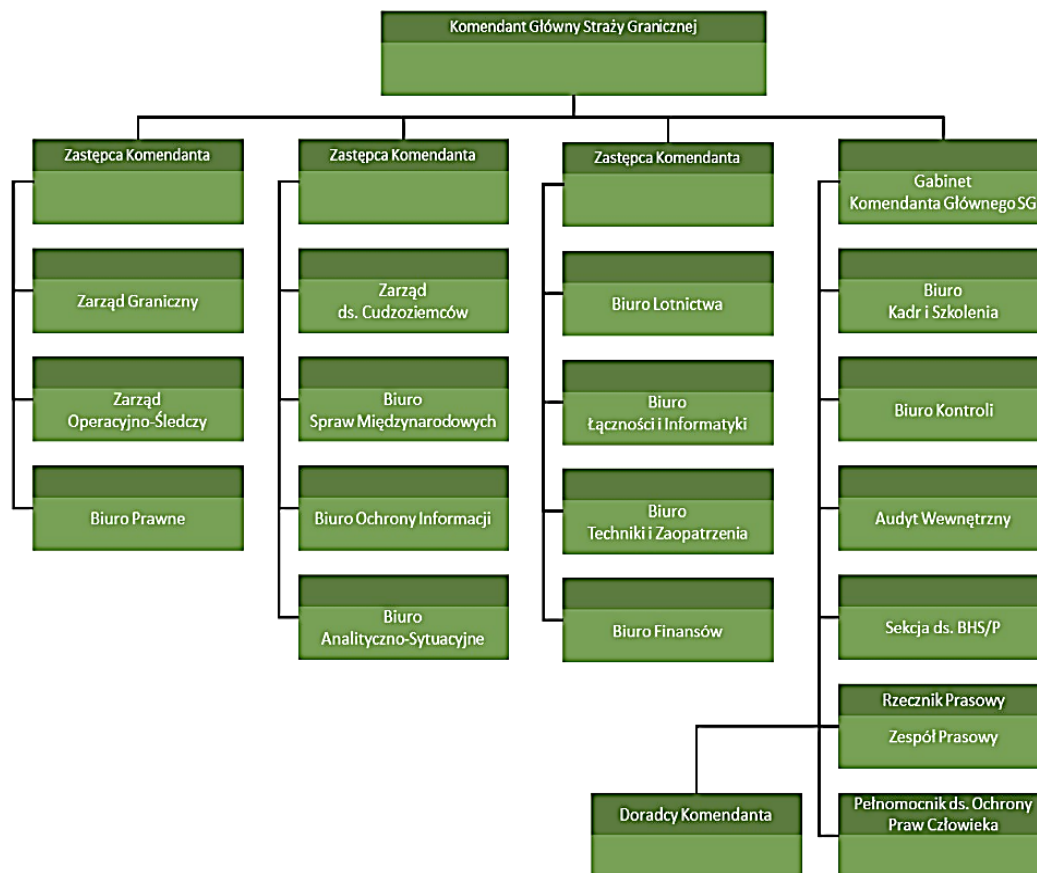 Komendant Główny Straży Granicznej
Zastępca Komendanta
Zarząd Graniczny
Zarząd
Operacyjno-Śledczy
Biuro Prawne
Zastępca Komendanta
Zarząd
ds. Cudzoziemców
Biuro
Spraw Międzynarodowych
Biuro Ochrony Informacji
Biuro
Analityczno-Sytuacyjne
Zastępca Komendanta
Biuro Lotnictwa
Biuro
Łączności i Informatyki
Biuro
Techniki i Zaopatrzenia
Biuro Finansów
Gabinet
Komendanta Głównego SG
Biuro
Kadr i Szkolenia
Biuro Kontroli
Audyt Wewnętrzny
Sekcja ds. BHS/P
Rzecznik Prasowy
Zespół Prasowy
Doradcy Komendanta
Pełnomocnik ds. Ochrony
Praw Człowieka